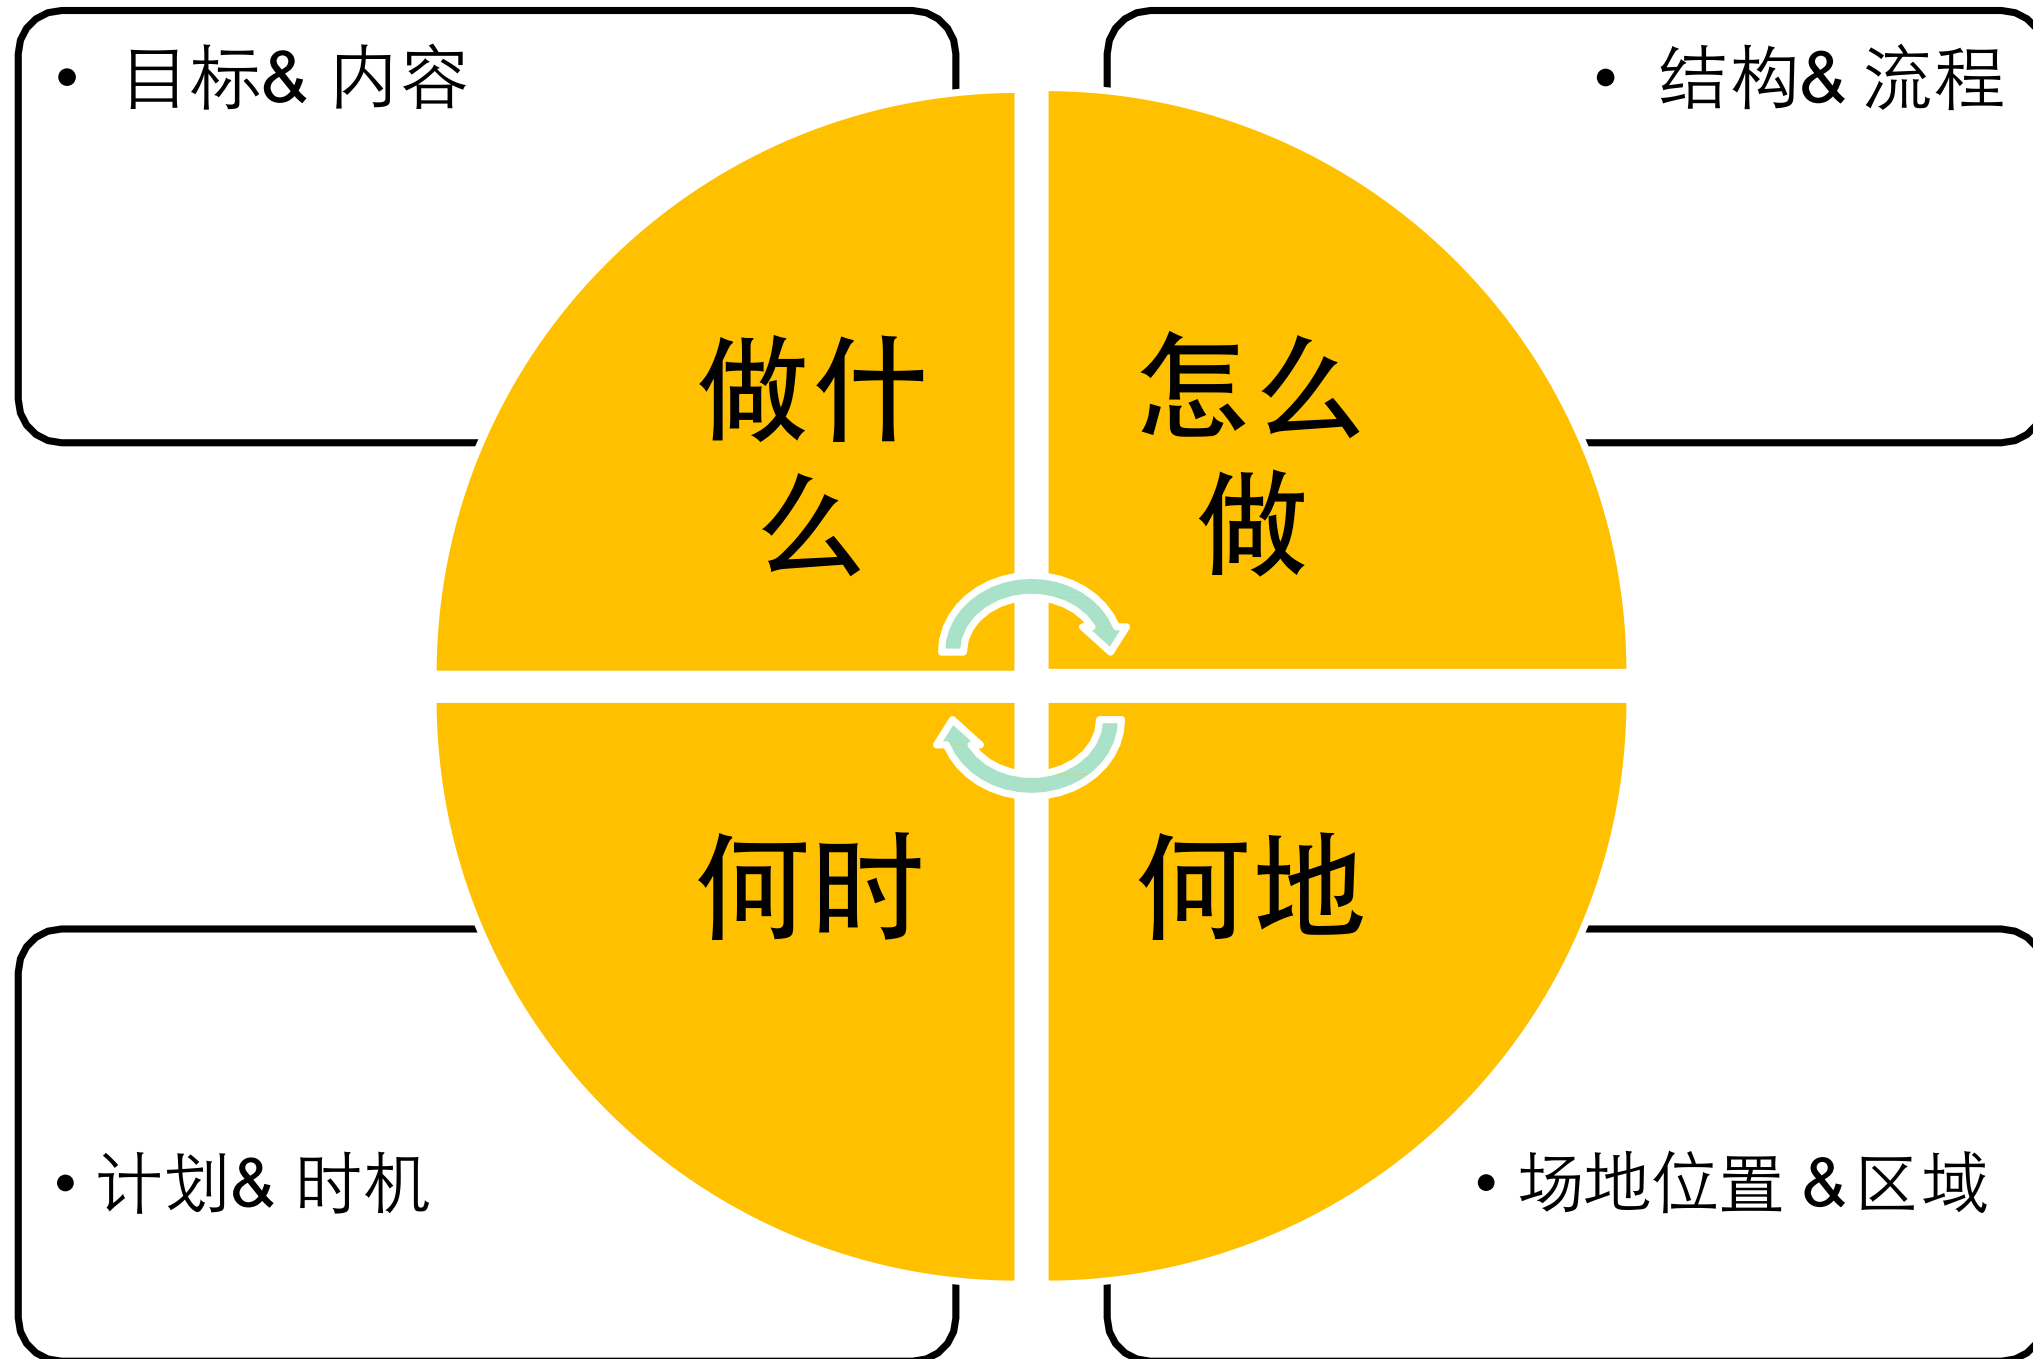 • 目标& 内容
• 结构& 流程
做什
么
怎么
做
何时
何地
• 计划& 时机
• 场地位置 & 区域